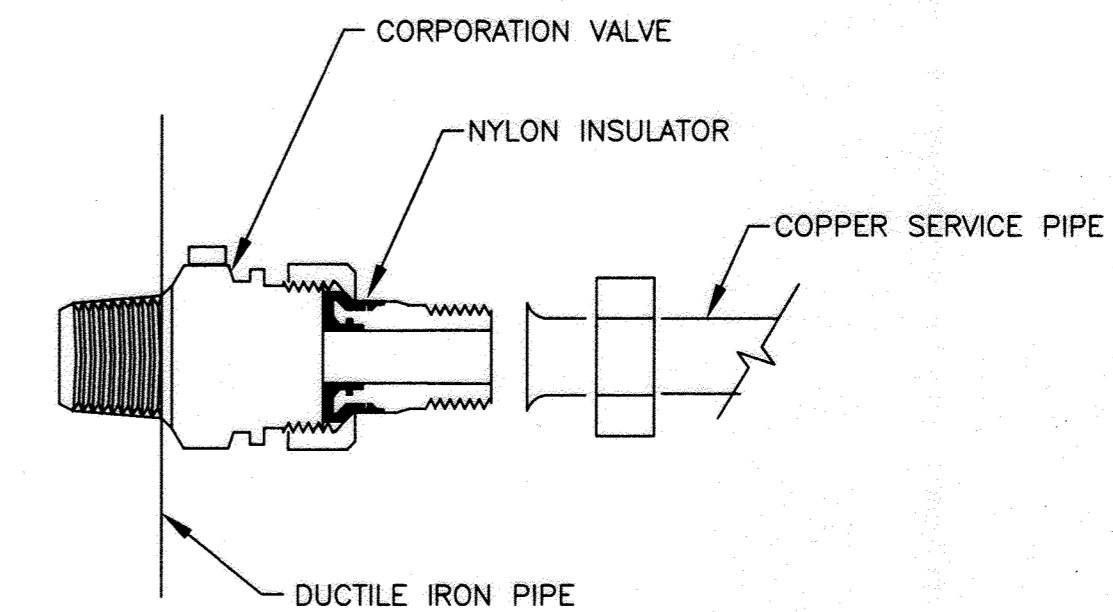 CORPORATION VALVE
NYLON INSULATOR
COPPER SERVICE PIPE
DUCTILE IRON PIPE